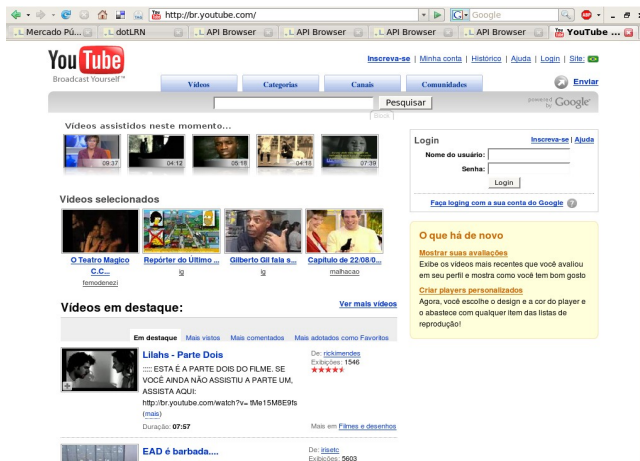 http://br.youtube.com/
Google
Mercado Pú...
.LRN
API Browser
API Browser
API Browser
API Browser
YouTube ...
YouTube
Broadcast Yourself™
Inscreva-se | Minha conta | Histórico | Ajuda | Login | Site:
Vídeos
Categorias
Canais
Comunidades
Enviar
Pesquisar
powered by Google
Block
Vídeos assistidos neste momento...
09:37
04:12
05:16
04:16
07:39
Login
Inscreva-se | Ajuda
Nome do usuário:
Senha:
Login
Faça loging com a sua conta do Google
Vídeos selecionados
O Teatro Magico C.C...
femodenezi
Repórter do Último ...
ig
Gilberto Gil fala s...
ig
Capítulo de 22/08/0...
malhacao
O que há de novo
Mostrar suas avaliações
Exibe os vídeos mais recentes que você avaliou
em seu perfil e mostra como você tem bom gosto
Criar players personalizados
Agora, você escolhe o design e a cor do player e
o abastece com qualquer item das listas de
reprodução!
Vídeos em destaque:
Ver mais vídeos
Em destaque
Mais vistos
Mais comentados
Mais adotados como Favoritos
Lilahs - Parte Dois
::::: ESTA É A PARTE DOIS DO FILME. SE
VOCÊ AINDA NÃO ASSISTIU A PARTE UM,
ASSISTA AQUI:
http://br.youtube.com/watch?v= tMe15M8E9fs
(mais)
Duração: 07:57
De: rickimendes
Exibições: 1546
Mais em Filmes e desenhos
EAD é barbada....
De: irisetc
Exibições: 5603